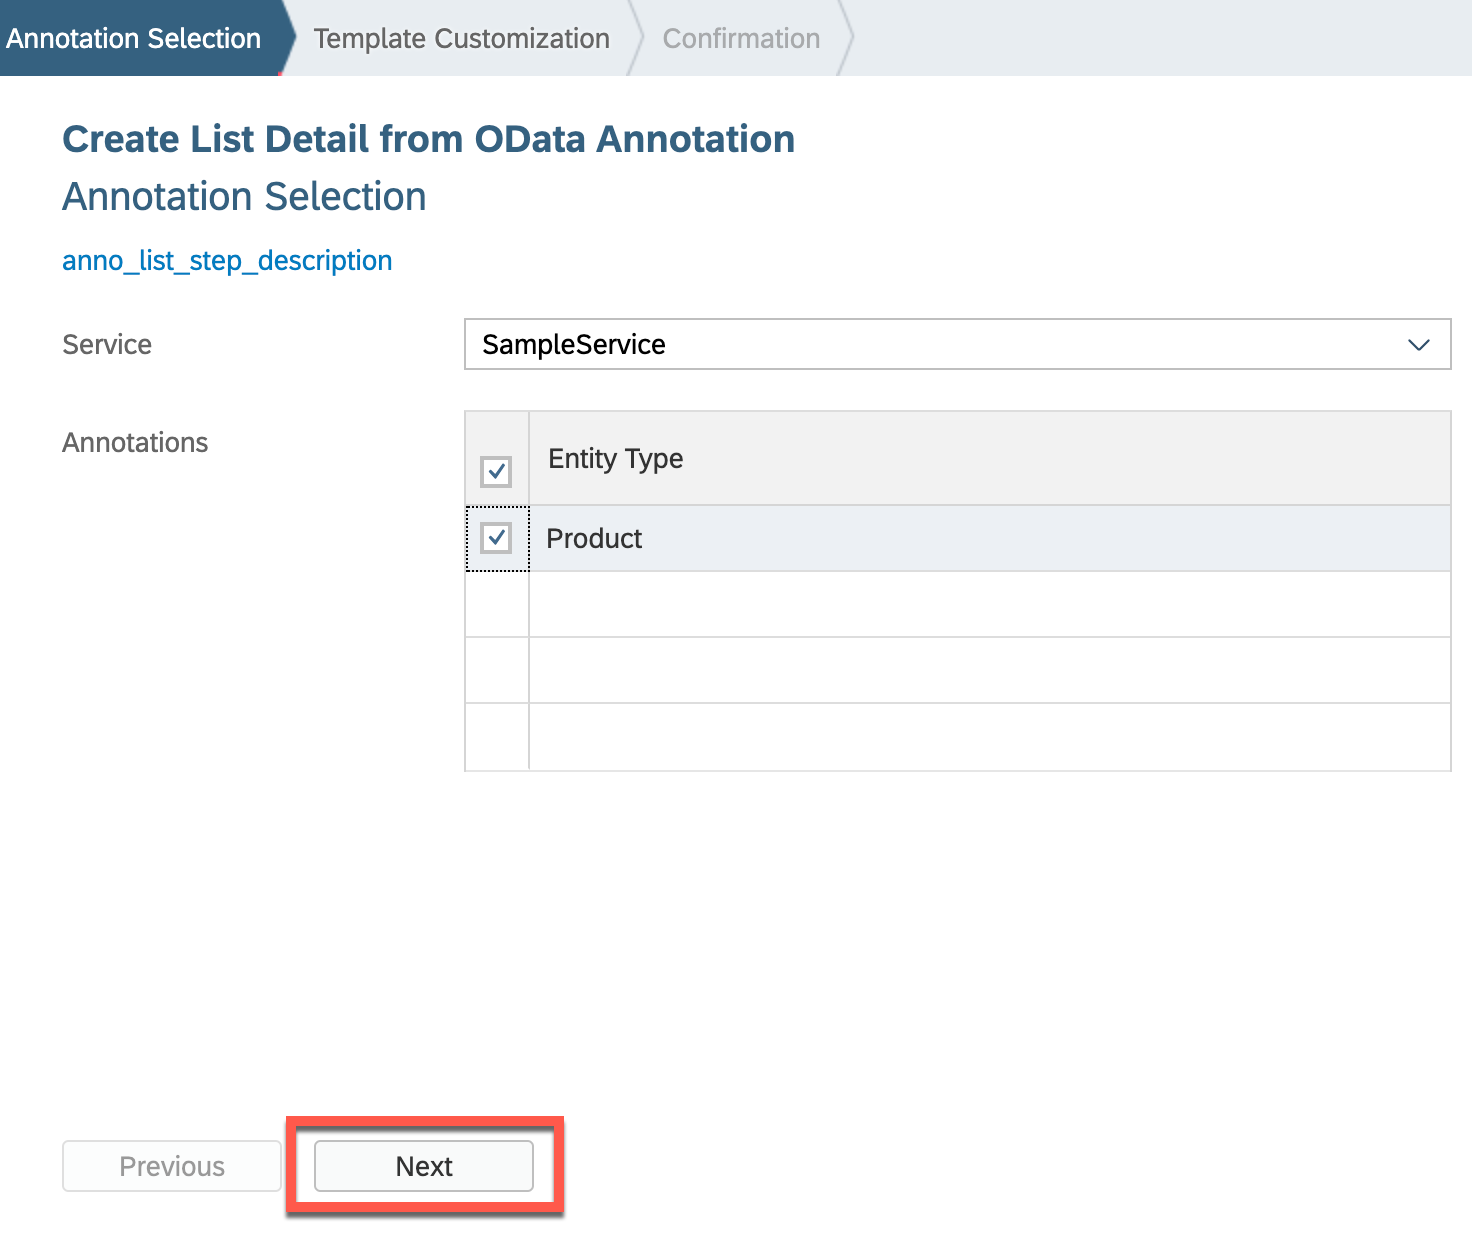 Annotation Selection Template Customization Confirmation
Create List Detail from OData Annotation
Annotation Selection
anno_list_step_description
Service SampleService
Annotations Entity Type
Product
Previous Next